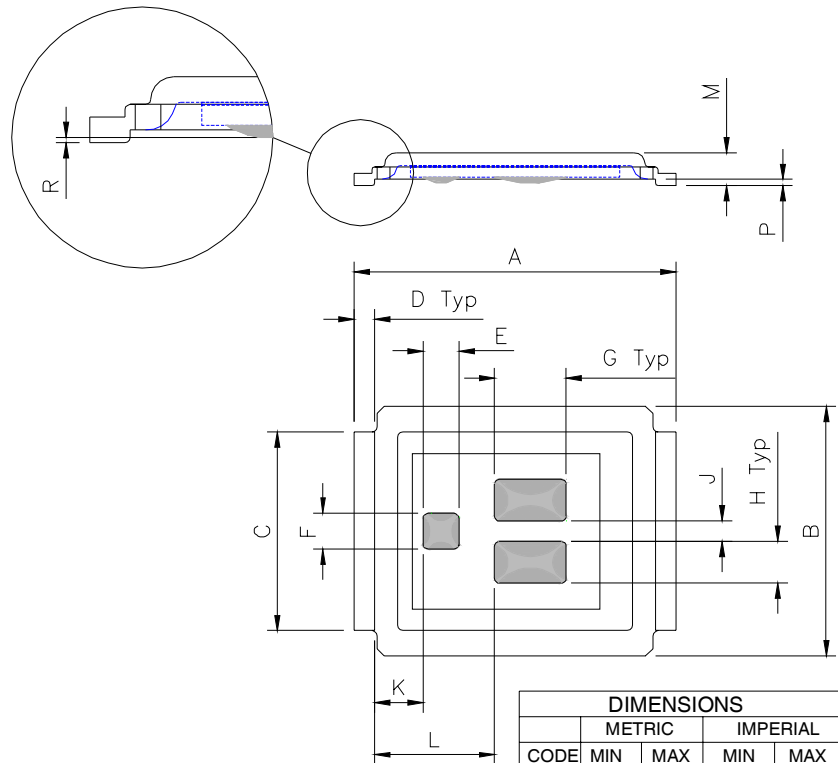 M
R
P
A
D Typ
E
G Typ
J
H Typ
C
F
B
K
L
DIMENSIONS
METRIC IMPERIAL
CODE MIN MAX MIN MAX